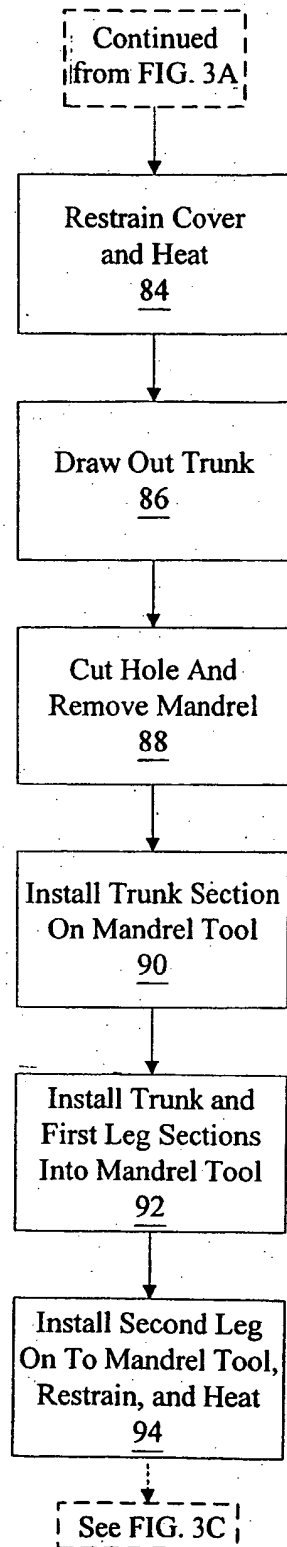 Continued
from FIG. 3A
Restrain Cover
and Heat
84
Draw Out Trunk
86
Cut Hole And
Remove Mandrel
88
Install Trunk Section
On Mandrel Tool
90
Install Trunk and
First Leg Sections
Into Mandrel Tool
92
Install Second Leg
On To Mandrel Tool,
Restrain, and Heat
94
See FIG. 3C